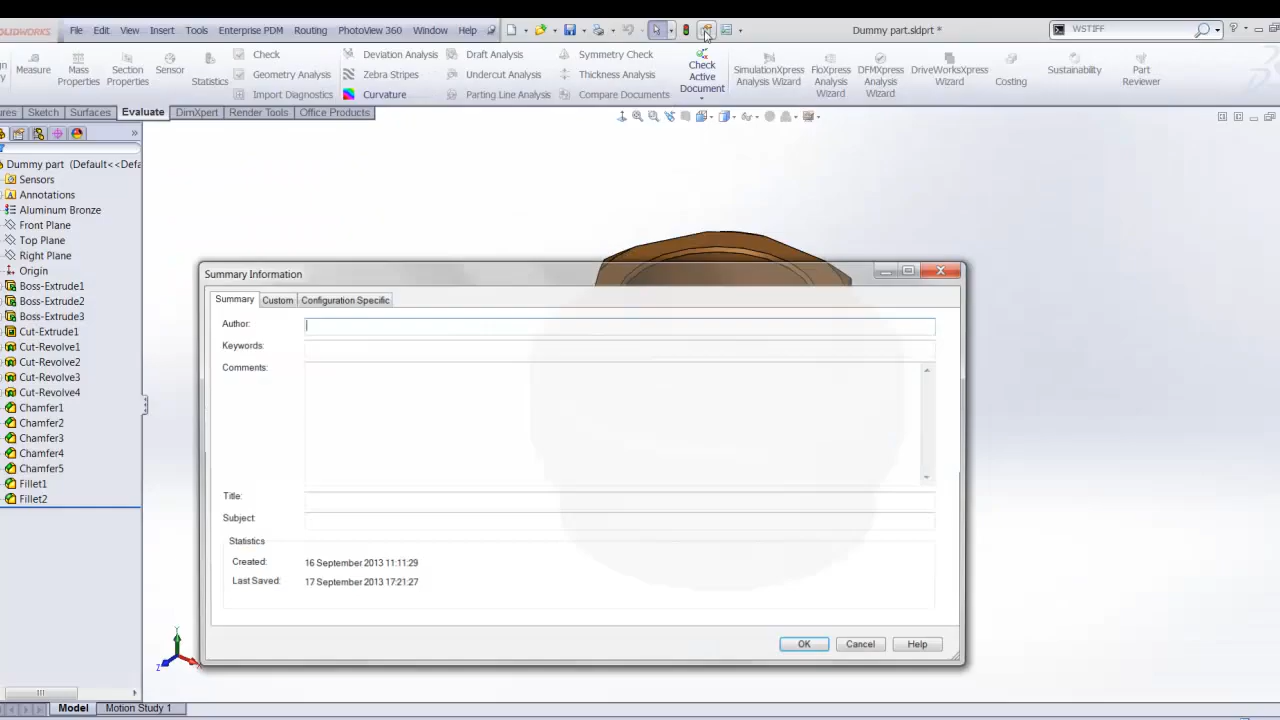 SOLIDWORKS File Edit View Insert Tools Enterprise PDM Routing PhotoView 360 Window Help Dummy part.sldprt * WSTIFF
Measure Mass Properties Section Properties Sensor Statistics Check Geometry Analysis Import Diagnostics Deviation Analysis Zebra Stripes Curvature Draft Analysis Undercut Analysis Parting Line Analysis Symmetry Check Thickness Analysis Compare Documents Check Active Document SimulationXpress Analysis Wizard FloXpress Analysis Wizard DFMXpress Analysis Wizard DriveWorksXpress Wizard Costing Sustainability Part Reviewer
ures Sketch Surfaces Evaluate DimXpert Render Tools Office Products
Dummy part (Default<<Defa
Sensors
Annotations
Aluminum Bronze
Front Plane
Top Plane
Right Plane
Origin
Boss-Extrude1
Boss-Extrude2
Boss-Extrude3
Cut-Extrude1
Cut-Revolve1
Cut-Revolve2
Cut-Revolve3
Cut-Revolve4
Chamfer1
Chamfer2
Chamfer3
Chamfer4
Chamfer5
Fillet1
Fillet2
Summary Information
Summary Custom Configuration Specific
Author:
Keywords:
Comments:
Title:
Subject:
Statistics
Created: 16 September 2013 11:11:29
Last Saved: 17 September 2013 17:21:27
OK Cancel Help
Y
Z
Model Motion Study 1